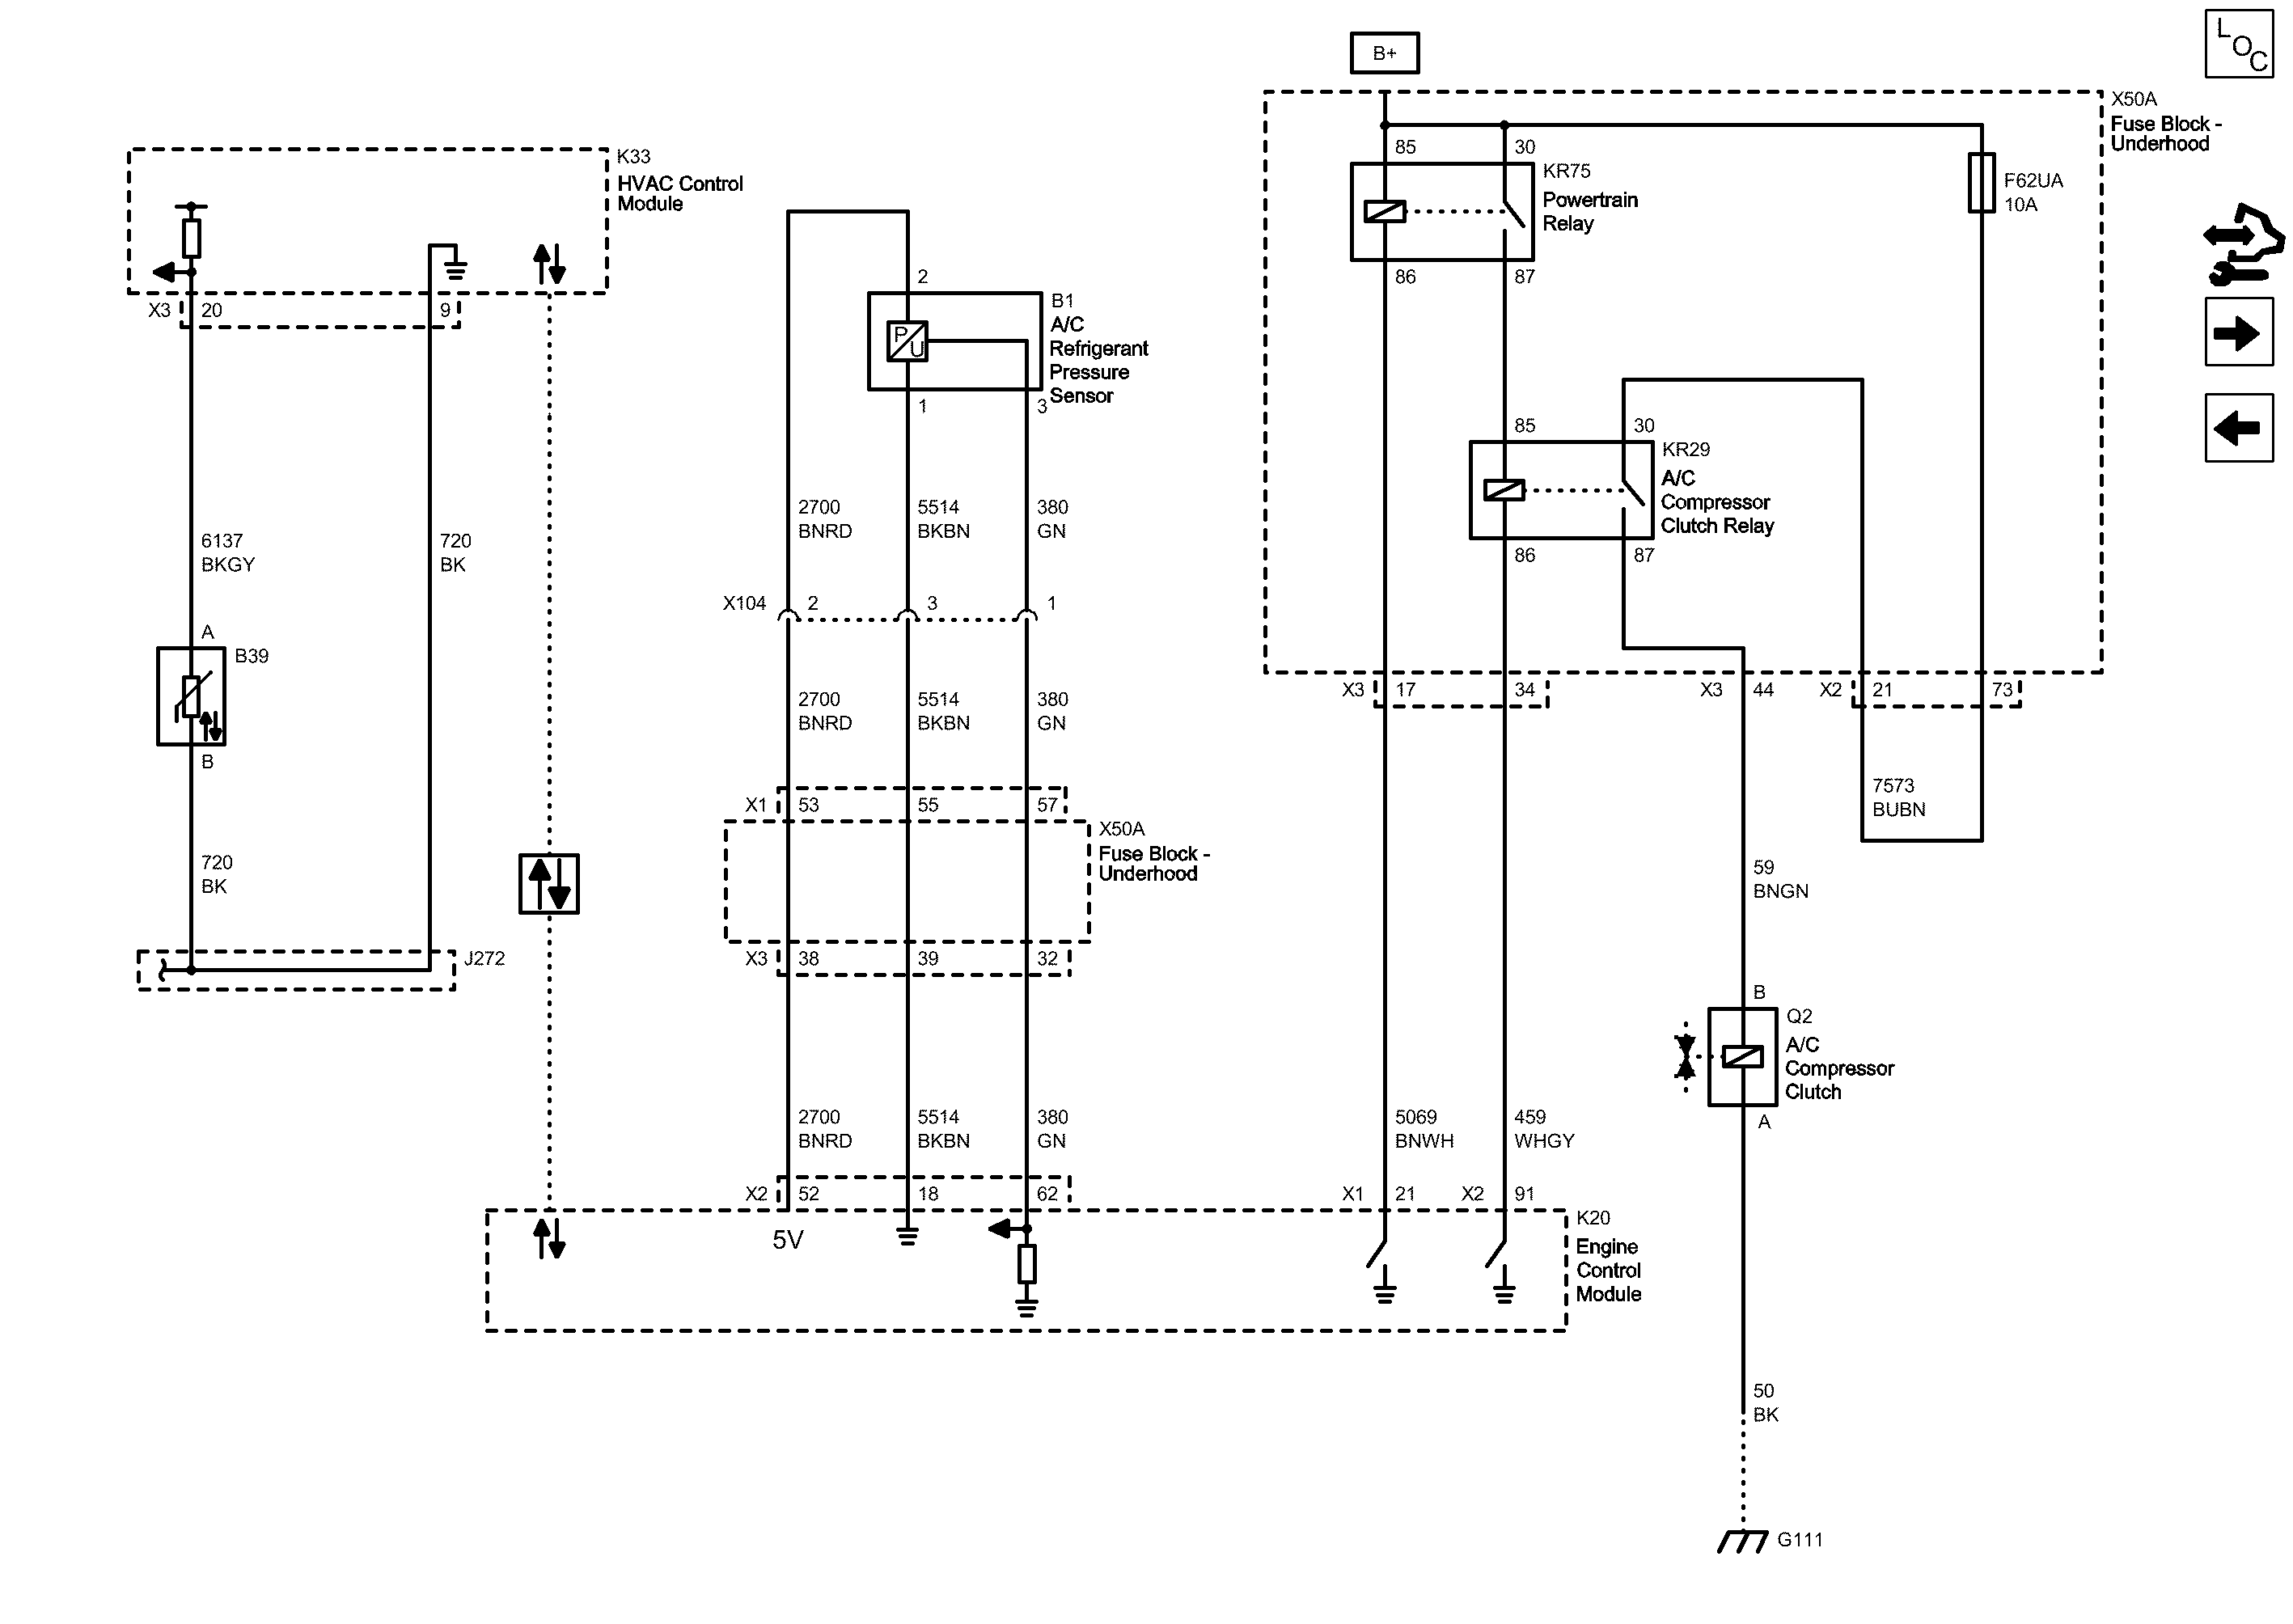 L
O
C
B+
X50A
Fuse Block -
Underhood
85
30
KR75
Powertrain
Relay
86
87
F62UA
10A
K33
HVAC Control
Module
X3
20
9
2
B1
A/C
Refrigerant
Pressure
Sensor
P
U
1
3
85
30
KR29
A/C
Compressor
Clutch Relay
86
87
6137
BKGY
720
BK
2700
BNRD
5514
BKBN
380
GN
X104
2
3
1
A
B39
B
2700
BNRD
5514
BKBN
380
GN
X3
17
34
X3
44
X2
21
73
7573
BUBN
X1
53
55
57
X50A
Fuse Block -
Underhood
720
BK
59
BNGN
J272
X3
38
39
32
B
Q2
A/C
Compressor
Clutch
A
2700
BNRD
5514
BKBN
380
GN
5069
BNWH
459
WHGY
X2
52
18
62
X1
21
X2
91
5V
K20
Engine
Control
Module
50
BK
G111